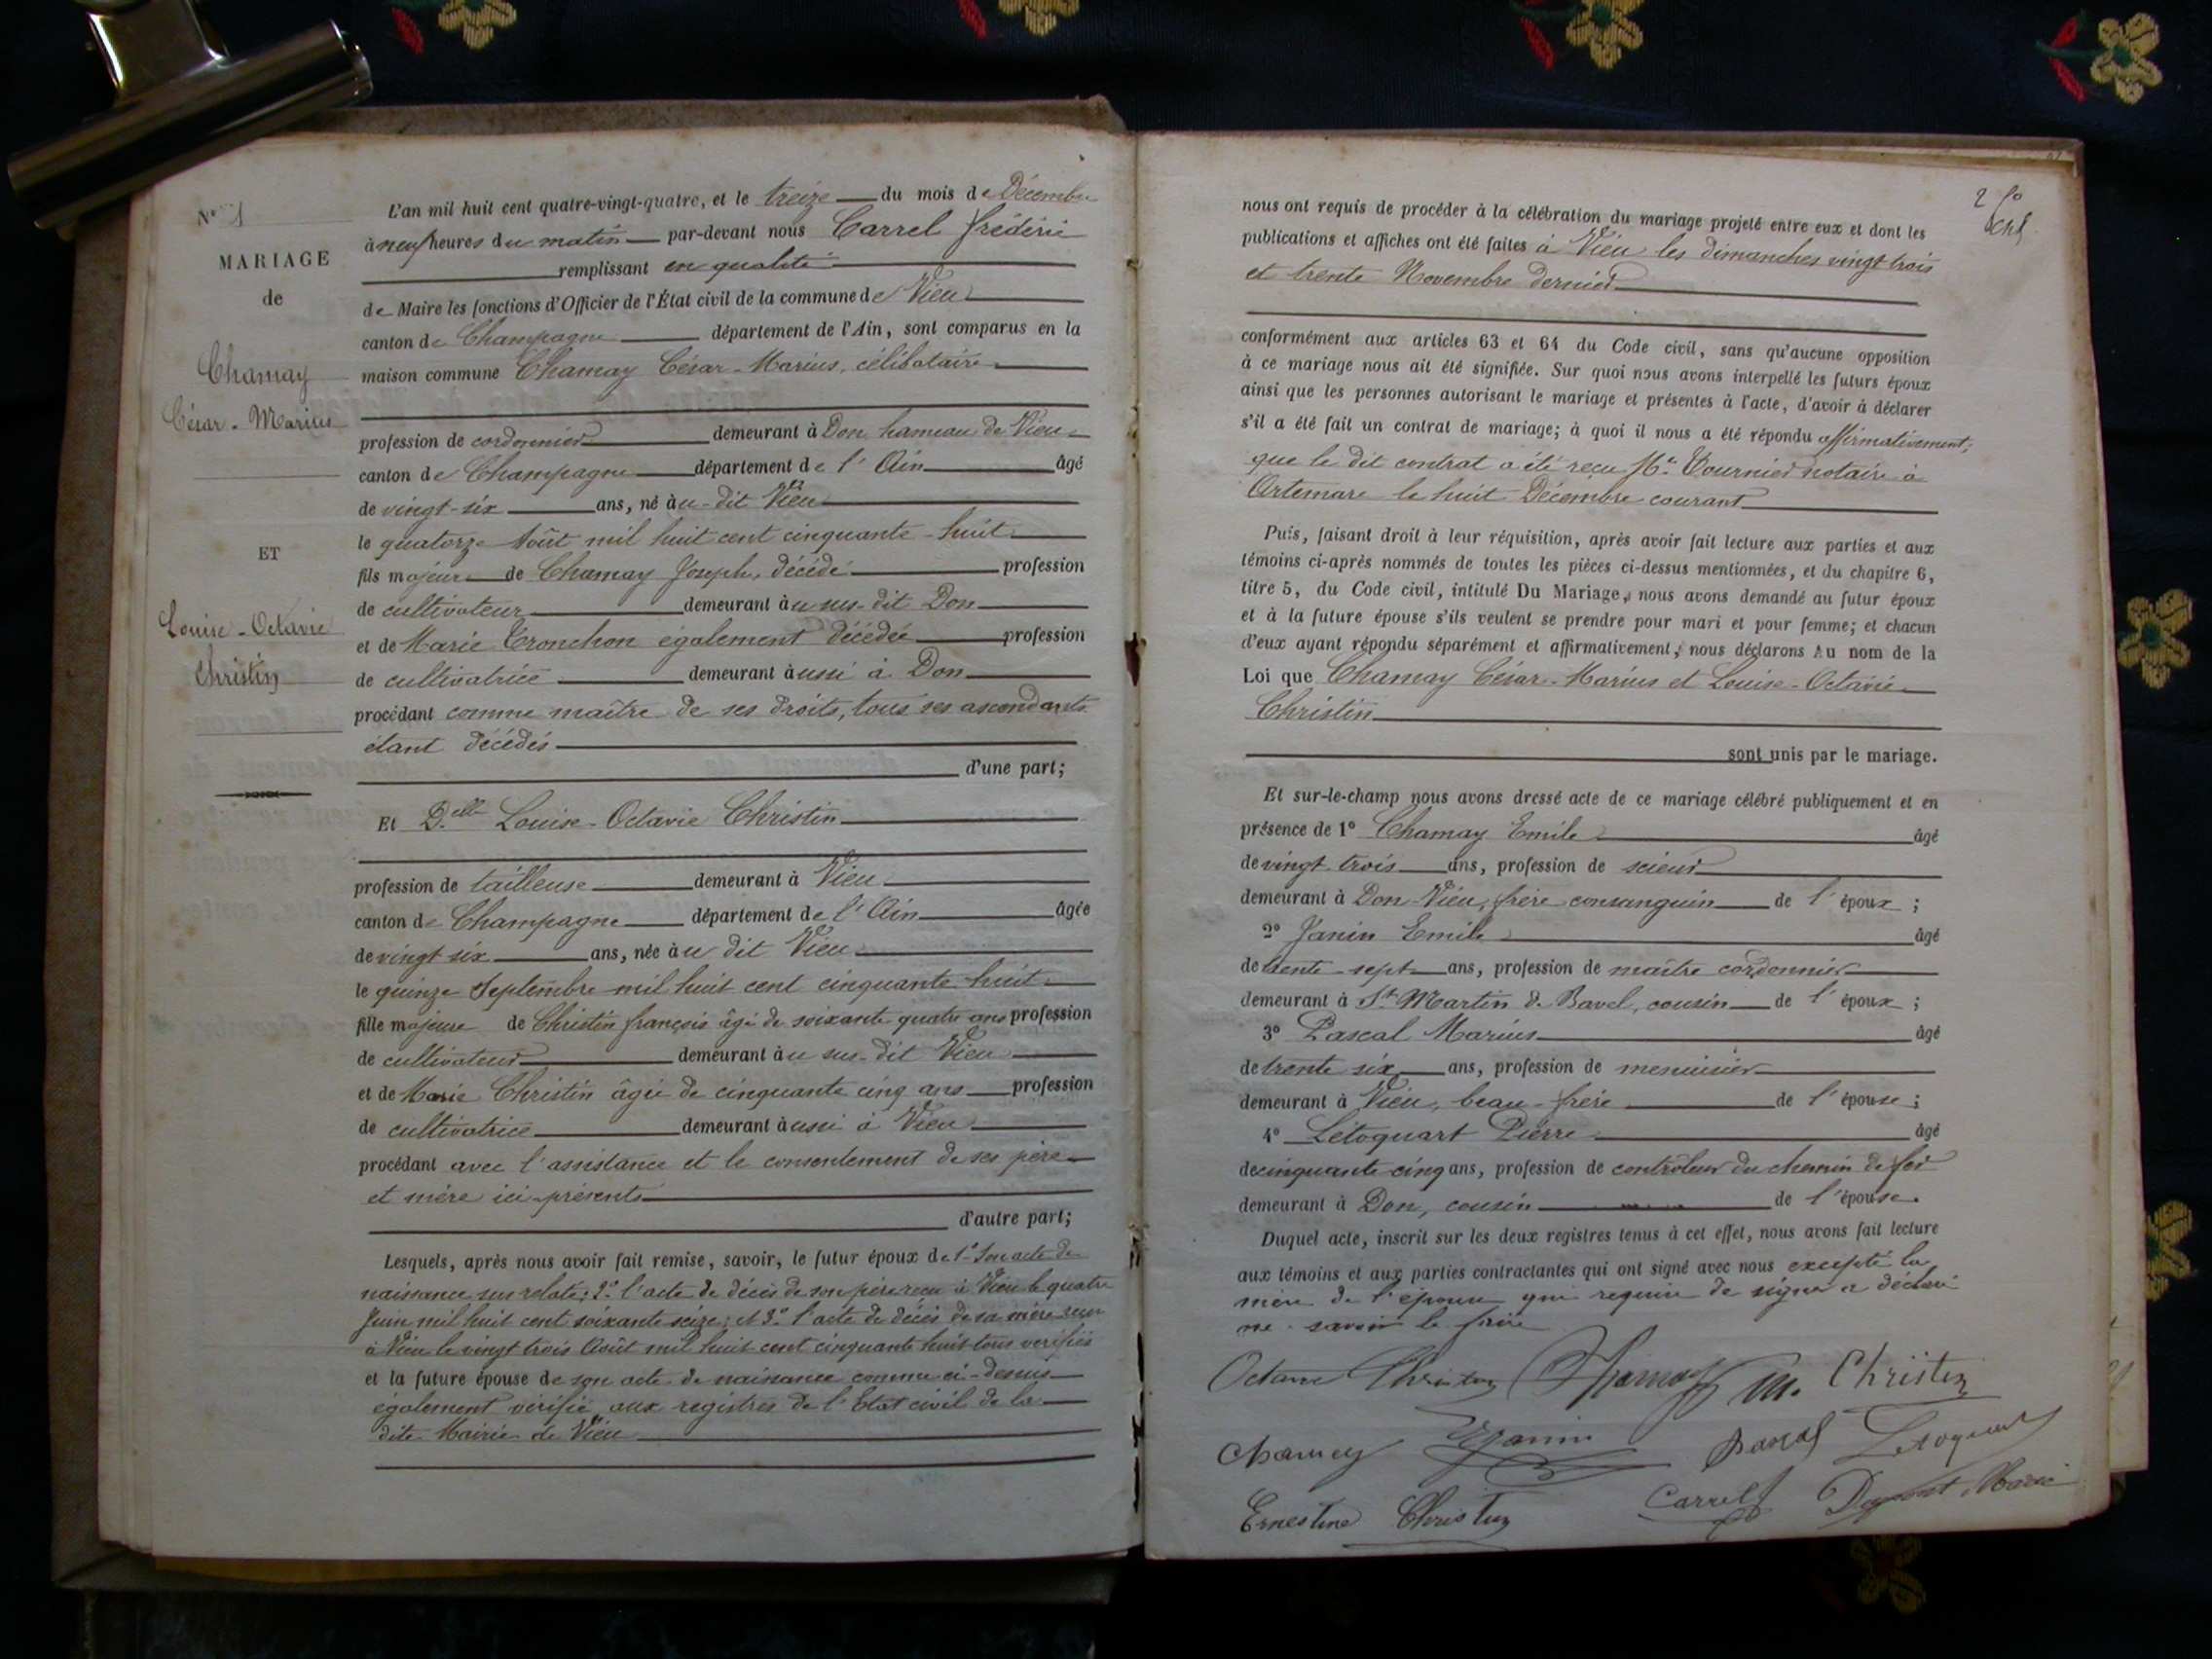 N° 1
MARIAGE
de
Chamay
César-Marius
ET
Louise-Octavie
Christin
L'an mil huit cent quatre-vingt-quatre, et le treize du mois de Décembre
à neuf heures du matin par-devant nous Carrel frédéric
remplissant en qualité
de Maire les fonctions d'Officier de l'État civil de la commune de Vieu
canton de Champagne département de l'Ain, sont comparus en la
maison commune Chamay César-Marius, célibataire
profession de cordonnier demeurant à Don hameau de Vieu
canton de Champagne département de l'Ain âgé
de vingt-six ans, né àu-dit Vieu
le quatorze Août mil huit cent cinquante-huit
fils majeur de Chamay Joseph, décédé profession
de cultivateur demeurant àu sus-dit Don
et de Marie Tronchon également décédée profession
de cultivatrice demeurant àussi à Don
procédant comme maître de ses droits, tous ses ascendants
étant décédés
d'une part;
Et Delle Louise-Octavie Christin
profession de tailleuse demeurant à Vieu
canton de Champagne département de l'Ain âgée
de vingt six ans, née àu dit Vieu
le quinze Septembre mil huit cent cinquante huit
fille majeure de Christin françois âgé de soixante quatre ans profession
de cultivateur demeurant àu sus-dit Vieu
et de Marie Christin âgée de cinquante cinq ans profession
de cultivatrice demeurant àussi à Vieu
procédant avec l'assistance et le consentement de ses père
et mère ici présents
d'autre part;
Lesquels, après nous avoir fait remise, savoir, le futur époux de 1° Son acte de
naissance sus relaté; 2° l'acte de décès de son père reçu à Vieu le quatre
Juin mil huit cent soixante seize; et 3° l'acte de décès de sa mère reçu
à Vieu le vingt trois Août mil huit cent cinquante huit tous vérifiés
et la future épouse de son acte de naissance comme ci-dessus
également vérifié aux registres de l'Etat civil de la
dite Mairie de Vieu
nous ont requis de procéder à la célébration du mariage projeté entre eux et dont les
publications et affiches ont été faites à Vieu les dimanches vingt trois
et trente Novembre dernier
conformément aux articles 63 et 64 du Code civil, sans qu'aucune opposition
à ce mariage nous ait été signifiée. Sur quoi nous avons interpellé les futurs époux
ainsi que les personnes autorisant le mariage et présentes à l'acte, d'avoir à déclarer
s'il a été fait un contrat de mariage; à quoi il nous a été répondu affirmativement;
que le dit contrat a été reçu Me Tournier notaire à
Artemare le huit Décembre courant
Puis, faisant droit à leur réquisition, après avoir fait lecture aux parties et aux
témoins ci-après nommés de toutes les pièces ci-dessus mentionnées, et du chapitre 6,
titre 5, du Code civil, intitulé Du Mariage, nous avons demandé au futur époux
et à la future épouse s'ils veulent se prendre pour mari et pour femme; et chacun
d'eux ayant répondu séparément et affirmativement, nous déclarons Au nom de la
Loi que Chamay César-Marius et Louise-Octavie
Christin
sont unis par le mariage.
Et sur-le-champ nous avons dressé acte de ce mariage célébré publiquement et en
présence de 1° Chamay Emile âgé
de vingt trois ans, profession de scieur
demeurant à Don-Vieu, frère consanguin de l'époux;
2° Janin Emile âgé
de trente-sept ans, profession de maître cordonnier
demeurant à St Martin de Bavel, cousin de l'époux;
3° Pascal Marius âgé
de trente six ans, profession de menuisier
demeurant à Vieu, beau-frère de l'épouse;
4° Létoquart Pierre âgé
de cinquante-cinq ans, profession de contrôleur du chemin de fer
demeurant à Don, cousin de l'épouse.
Duquel acte, inscrit sur les deux registres tenus à cet effet, nous avons fait lecture
aux témoins et aux parties contractantes qui ont signé avec nous excepté la
mère de l'épouse qui requise de signer a déclaré
ne savoir le faire
Octavie Christin Chamay M. Christin
Chamay E Janin Pascal Letoquart
Ernestine Christin Carrel Marie